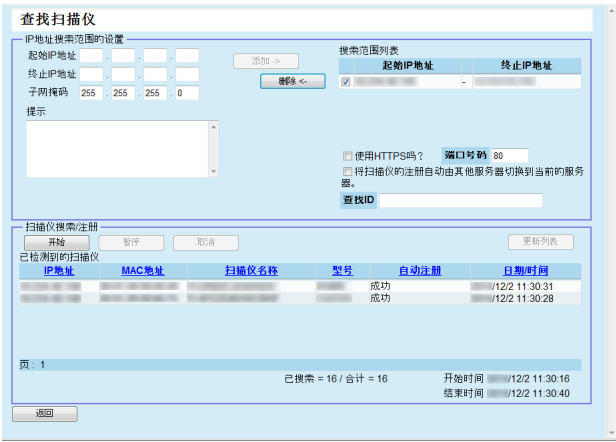 查找扫描仪
IP地址搜索范围的设置
起始IP地址 . . .
终止IP地址 . . .
子网掩码 255 . 255 . 255 . 0
提示
添加 ->
删除 <-
搜索范围列表
起始IP地址 终止IP地址
-
使用HTTPS吗? 端口号码 80
将扫描仪的注册自动由其他服务器切换到当前的服务
器。
查找ID
扫描仪搜索/注册
开始 暂停 取消 更新列表
已检测到的扫描仪
IP地址 MAC地址 扫描仪名称 型号 自动注册 日期/时间
成功 /12/2 11:30:31
成功 /12/2 11:30:28
页: 1
已搜索 = 16 / 合计 = 16 开始时间 /12/2 11:30:16
结束时间 /12/2 11:30:40
返回